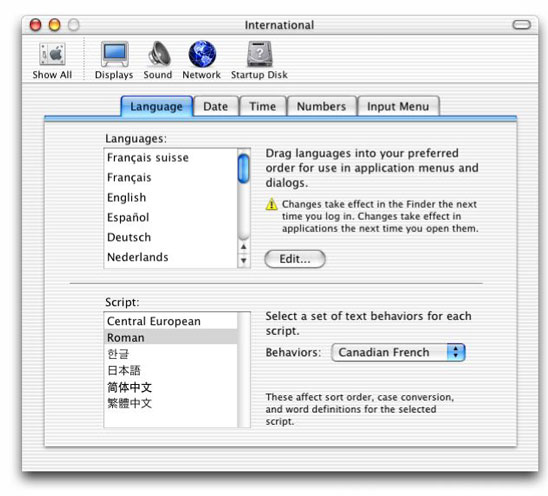 International
Show All
Displays
Sound
Network
Startup Disk
Language
Date
Time
Numbers
Input Menu
Languages:
Français suisse
Français
English
Español
Deutsch
Nederlands
Drag languages into your preferred
order for use in application menus and
dialogs.
Changes take effect in the Finder the next
time you log in. Changes take effect in
applications the next time you open them.
Edit...
Script:
Central European
Roman
한글
日本語
简体中文
繁體中文
Select a set of text behaviors for each
script.
Behaviors:
Canadian French
These affect sort order, case conversion,
and word definitions for the selected
script.